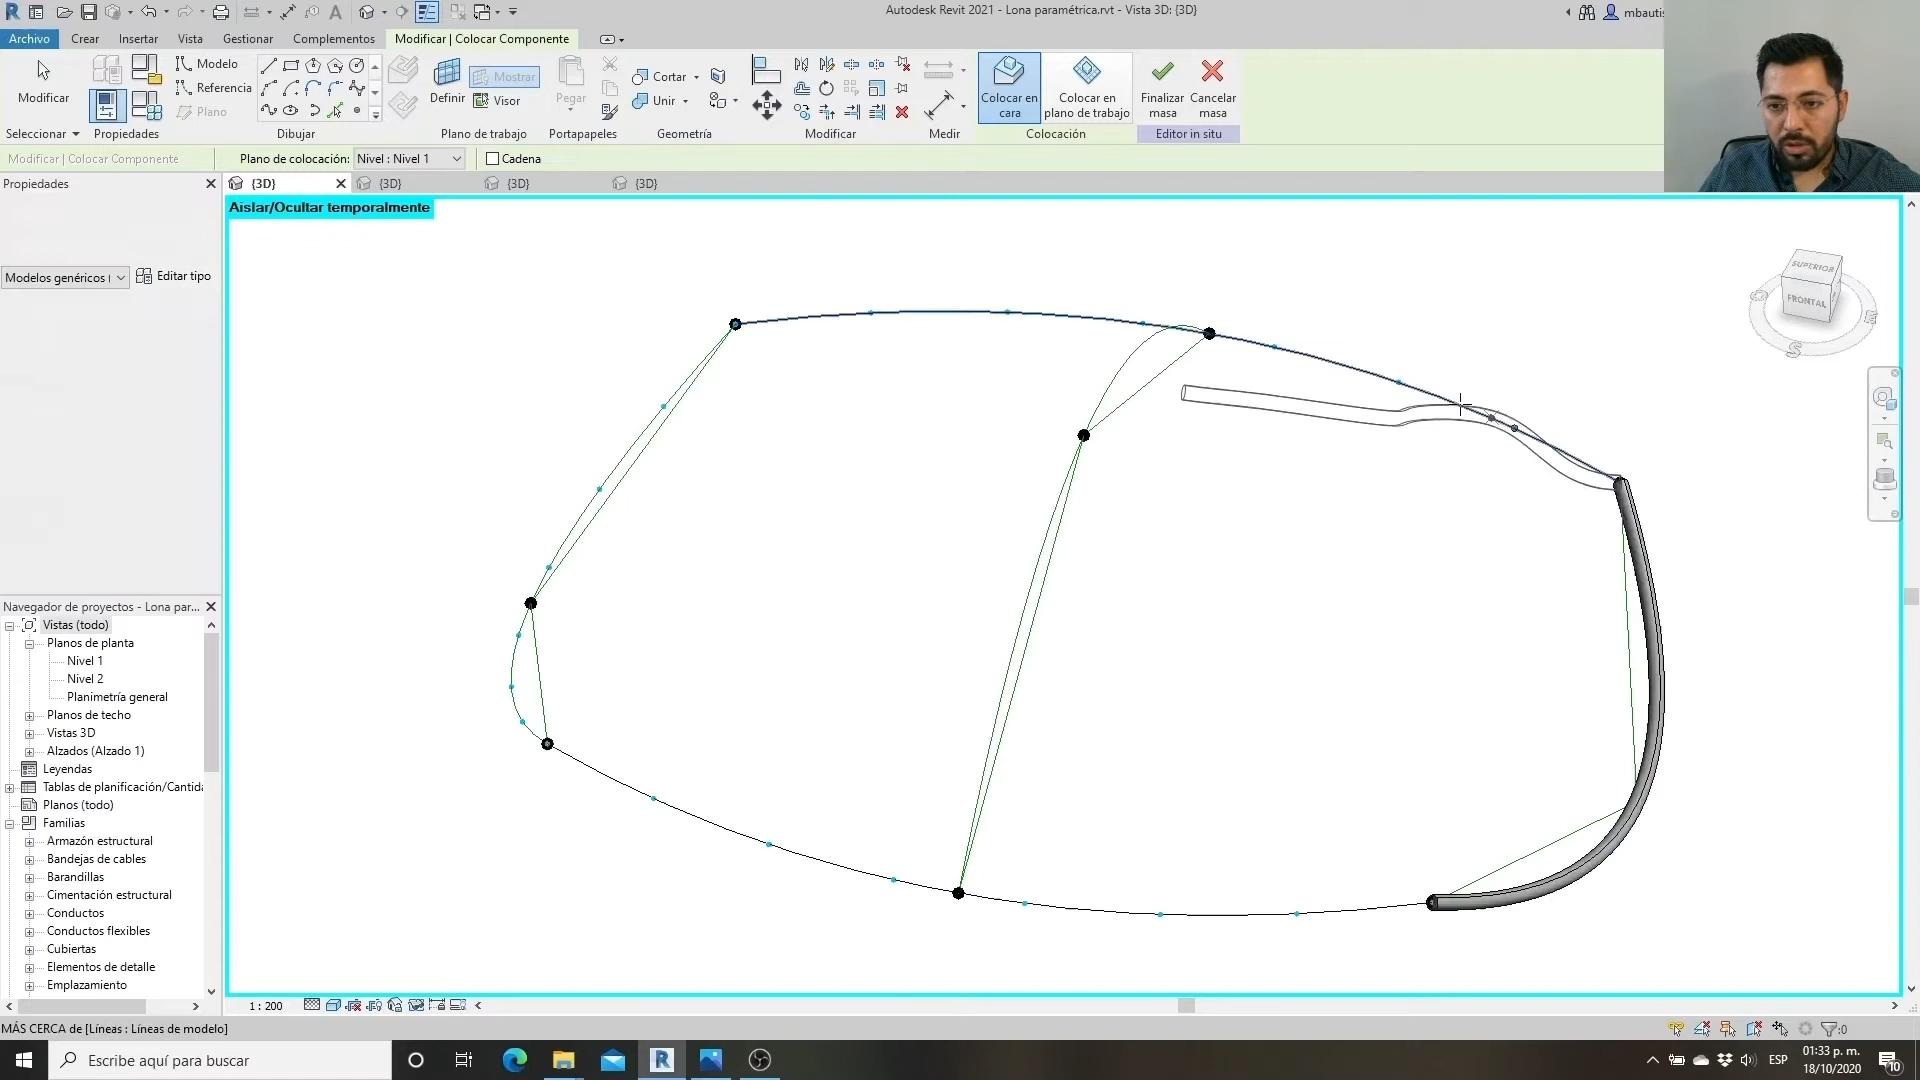 Autodesk Revit 2021 - Lona paramétrica.rvt - Vista 3D: {3D}
mbautis
Archivo
Crear
Insertar
Vista
Gestionar
Complementos
Modificar | Colocar Componente
Modificar
Modelo
Referencia
Plano
Definir
Mostrar
Visor
Pegar
Cortar
Unir
Colocar en
cara
Colocar en
plano de trabajo
Finalizar
masa
Cancelar
masa
Seleccionar
Propiedades
Dibujar
Plano de trabajo
Portapapeles
Geometría
Modificar
Medir
Colocación
Editor in situ
Modificar | Colocar Componente
Plano de colocación:
Nivel : Nivel 1
Cadena
Propiedades
{3D}
{3D}
{3D}
{3D}
Aislar/Ocultar temporalmente
Modelos genéricos (
Editar tipo
SUPERIOR
FRONTAL
O
E
S
Navegador de proyectos - Lona par...
Vistas (todo)
Planos de planta
Nivel 1
Nivel 2
Planimetría general
Planos de techo
Vistas 3D
Alzados (Alzado 1)
Leyendas
Tablas de planificación/Cantida
Planos (todo)
Familias
Armazón estructural
Bandejas de cables
Barandillas
Cimentación estructural
Conductos
Conductos flexibles
Cubiertas
Elementos de detalle
Emplazamiento
1 : 200
MÁS CERCA de [Líneas : Líneas de modelo]
:0
Escribe aquí para buscar
ESP
01:33 p. m.
18/10/2020
10